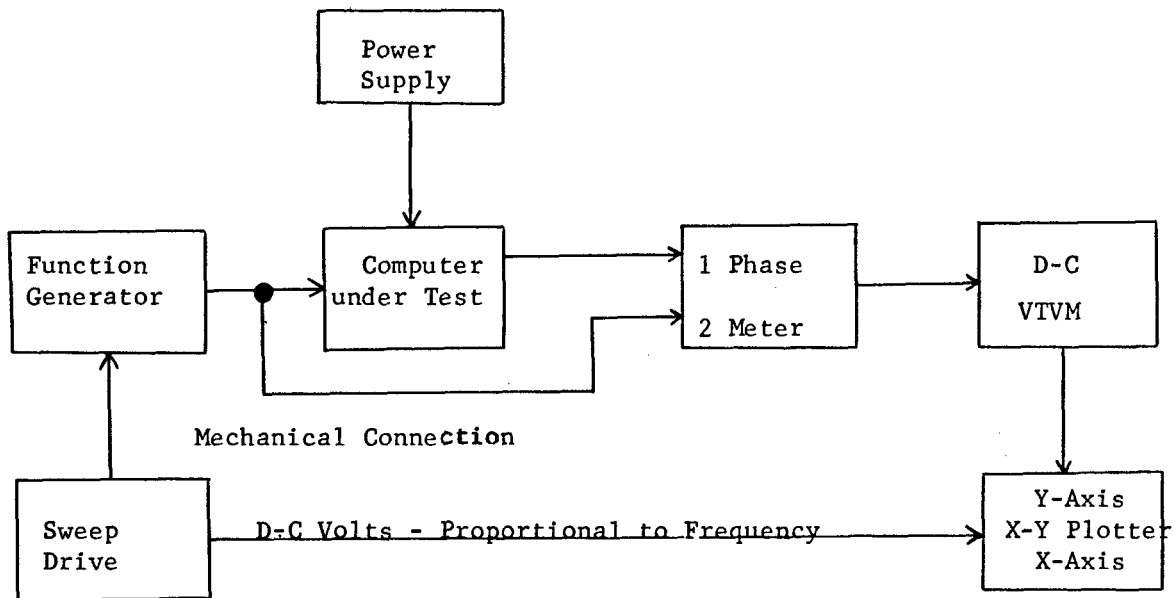 Power
Supply
Function
Generator
Computer
under Test
1 Phase
2 Meter
D-C
VTVM
Mechanical Connection
Sweep
Drive
D-C Volts - Proportional to Frequency
Y-Axis
X-Y Plotter
X-Axis